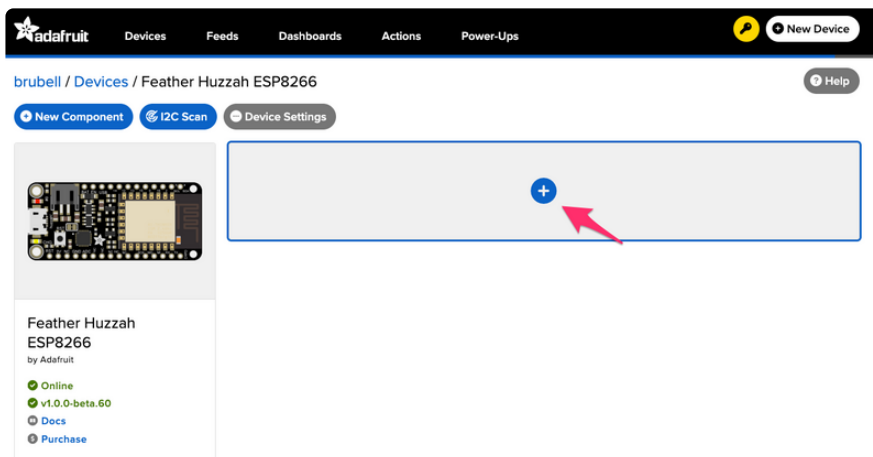 adafruit Devices Feeds Dashboards Actions Power-Ups New Device
brubell / Devices / Feather Huzzah ESP8266 Help
New Component I2C Scan Device Settings
Feather Huzzah
ESP8266
by Adafruit
Online
v1.0.0-beta.60
Docs
Purchase